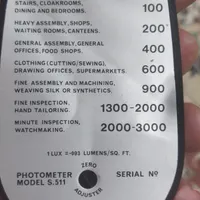 STAIRS, CLOAKROOMS,
DINING AND BEDROOMS. 100
HEAVY ASSEMBLY, SHOPS,
WAITING ROOMS, CANTEENS. 200
GENERAL ASSEMBLY, GENERAL
OFFICES, FOOD SHOPS. 400
CLOTHING (CUTTING/SEWING),
DRAWING OFFICES, SUPERMARKETS. 600
FINE ASSEMBLY AND MACHINING,
WEAVING SILK OR SYNTHETICS. 900
FINE INSPECTION.
HAND TAILORING. 1300-2000
MINUTE INSPECTION,
WATCHMAKING. 2000-3000
1 LUX = ·093 LUMENS/SQ. FT.
ZERO
PHOTOMETER SERIAL Nº
MODEL S.511
ADJUSTER